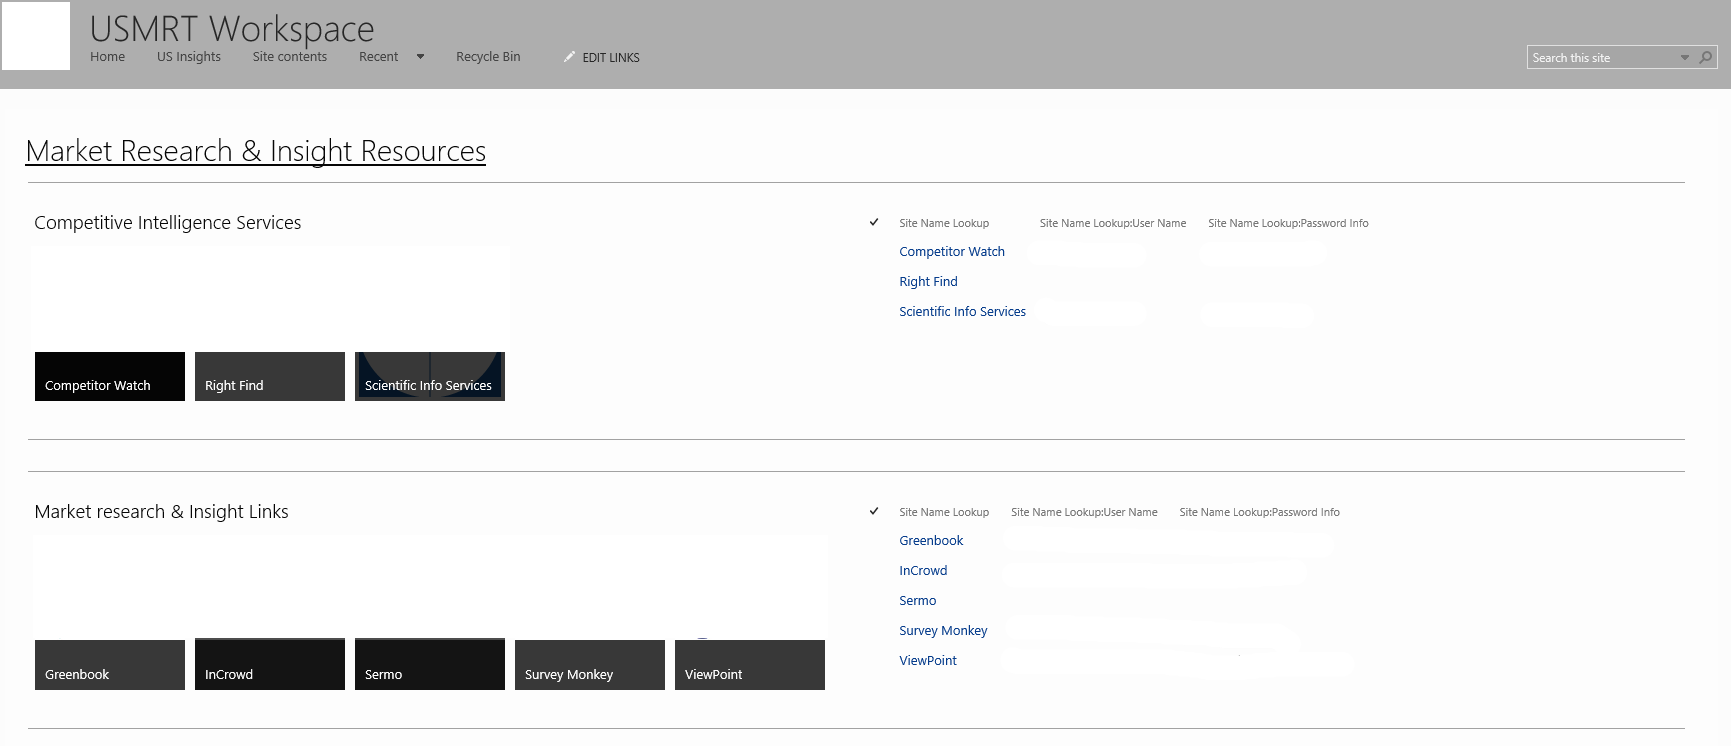 USMRT Workspace
Home US Insights Site contents Recent Recycle Bin EDIT LINKS
Search this site
Market Research & Insight Resources
Competitive Intelligence Services
Competitor Watch Right Find Scientific Info Services
Site Name Lookup Site Name Lookup:User Name Site Name Lookup:Password Info
Competitor Watch
Right Find
Scientific Info Services
Market research & Insight Links
Greenbook InCrowd Sermo Survey Monkey ViewPoint
Site Name Lookup Site Name Lookup:User Name Site Name Lookup:Password Info
Greenbook
InCrowd
Sermo
Survey Monkey
ViewPoint